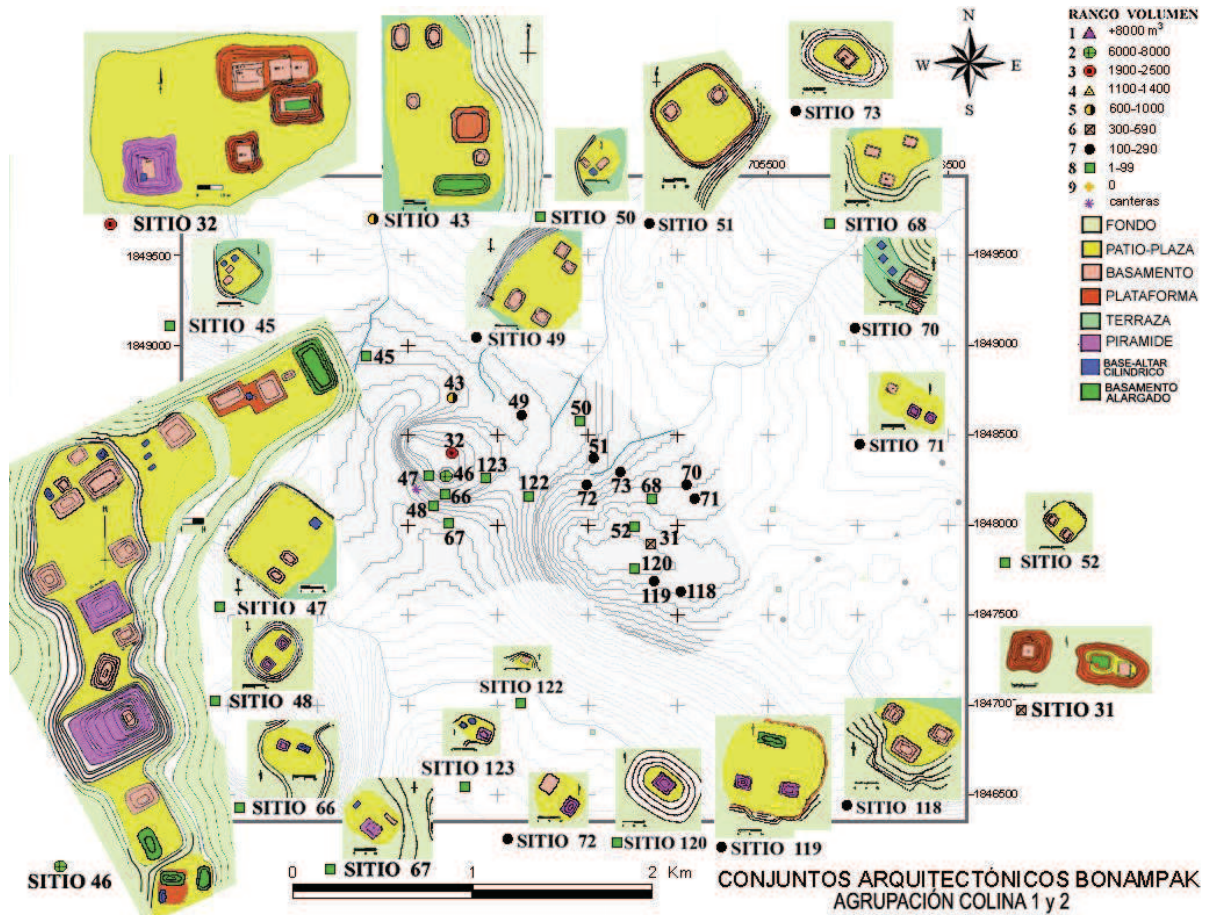 RANGO VOLUMEN
1 +8000 m³
2 6000-8000
3 1900-2500
4 1100-1400
5 600-1000
6 300-590
7 100-290
8 1-99
9 0
canteras
FONDO
PATIO-PLAZA
BASAMENTO
PLATAFORMA
TERRAZA
PIRAMIDE
BASE-ALTAR
CILINDRICO
BASAMENTO
ALARGADO
N
W E
S
SITIO 32
SITIO 43
SITIO 50
SITIO 51
SITIO 73
SITIO 68
705500
1849500
1849500
SITIO 45
SITIO 49
SITIO 70
1849000
1849000
45
43
49
50
SITIO 71
1848500
32
51
47
46
123
122
72
73
68
70
71
66
48
67
52
31
1848000
SITIO 52
120
119
118
SITIO 47
1847500
SITIO 48
SITIO 122
SITIO 31
1847000
SITIO 66
SITIO 123
SITIO 118
1846500
SITIO 67
SITIO 72
SITIO 120
SITIO 119
SITIO 46
0 1 2 Km
CONJUNTOS ARQUITECTÓNICOS BONAMPAK
AGRUPACIÓN COLINA 1 y 2